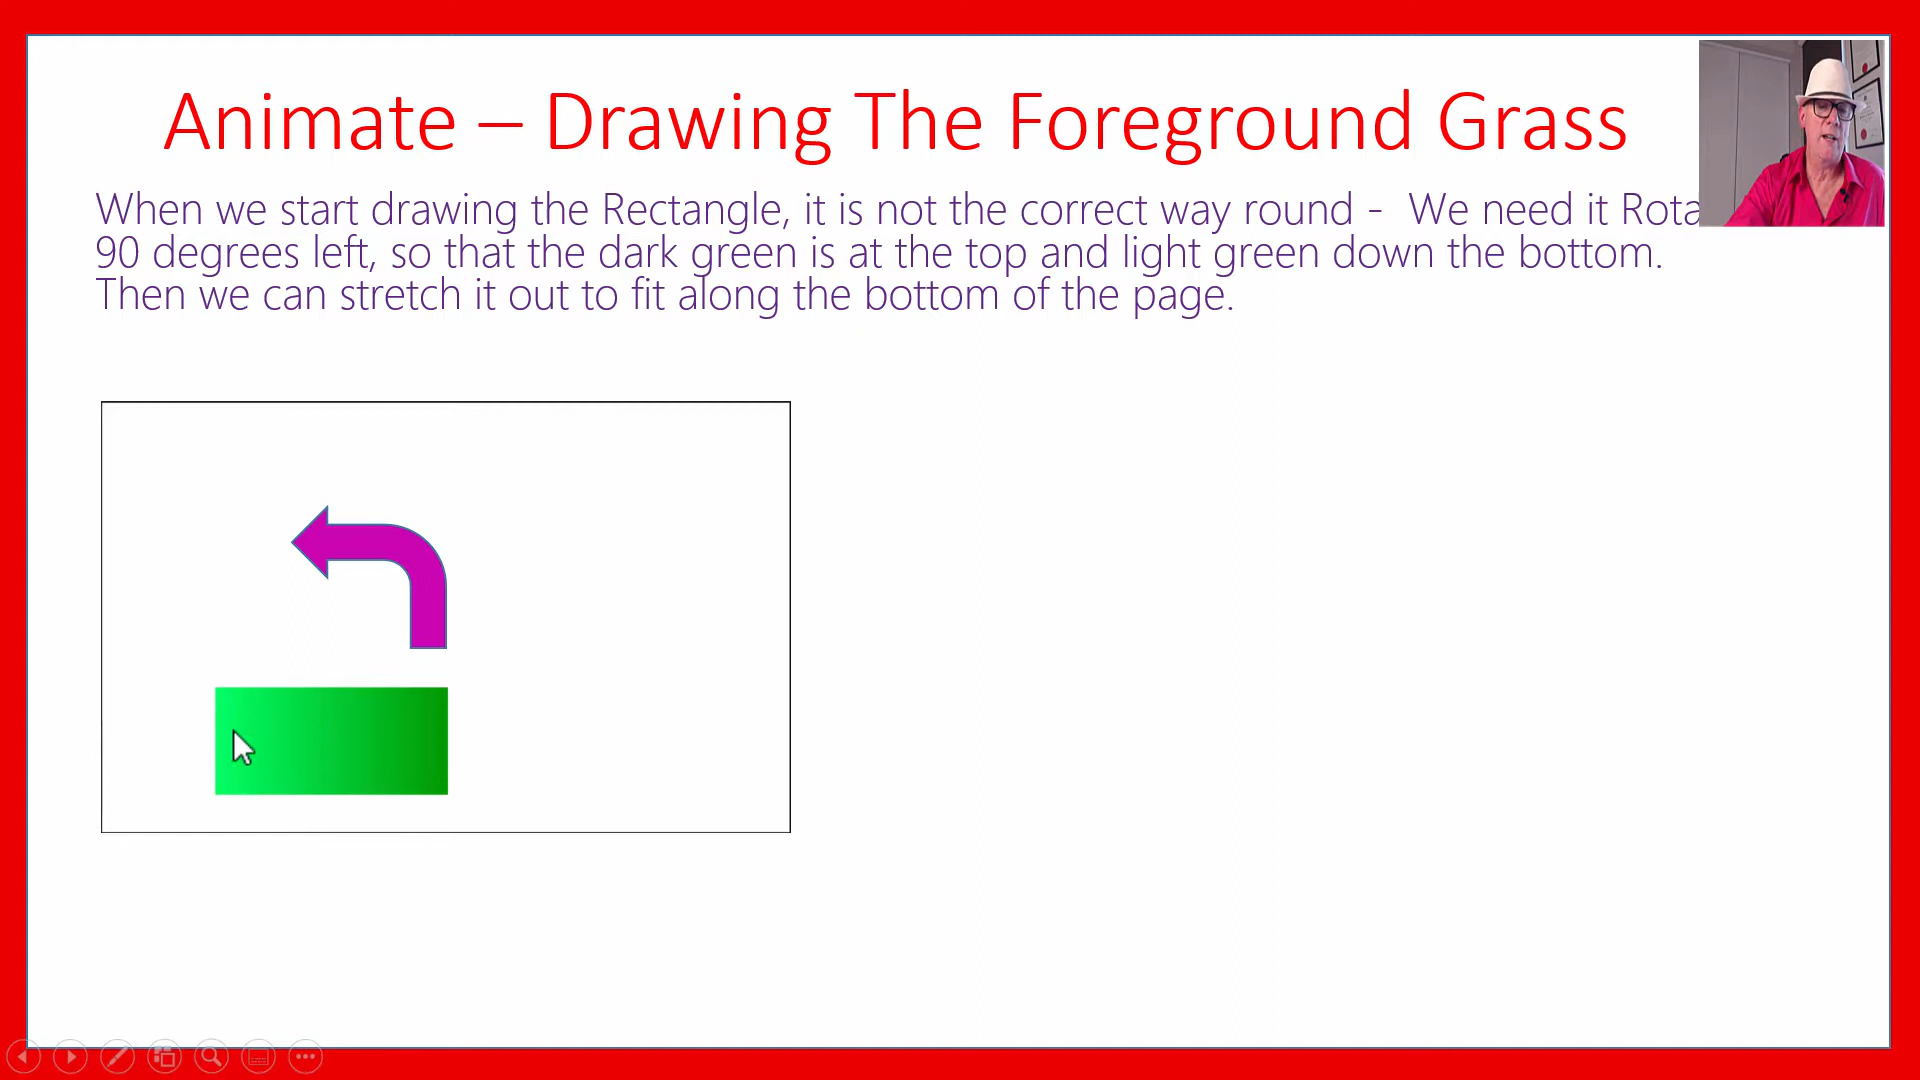 Animate – Drawing The Foreground Grass
When we start drawing the Rectangle, it is not the correct way round - We need it
90 degrees left, so that the dark green is at the top and light green down the bottom.
Then we can stretch it out to fit along the bottom of the page.